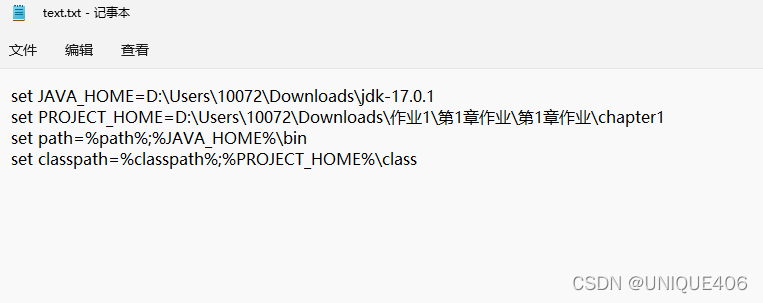 text.txt - 记事本
文件 编辑 查看
set JAVA_HOME=D:\Users\10072\Downloads\jdk-17.0.1
set PROJECT_HOME=D:\Users\10072\Downloads\作业1\第1章作业\第1章作业\chapter1
set path=%path%;%JAVA_HOME%\bin
set classpath=%classpath%;%PROJECT_HOME%\class
CSDN @UNIQUE406